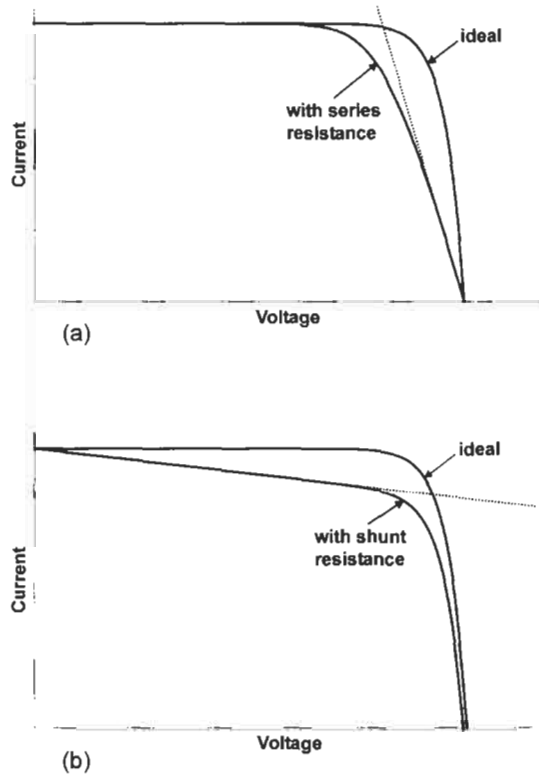 ideal
with series
resistance
Current
Voltage
(a)
ideal
with shunt
resistance
Current
Voltage
(b)